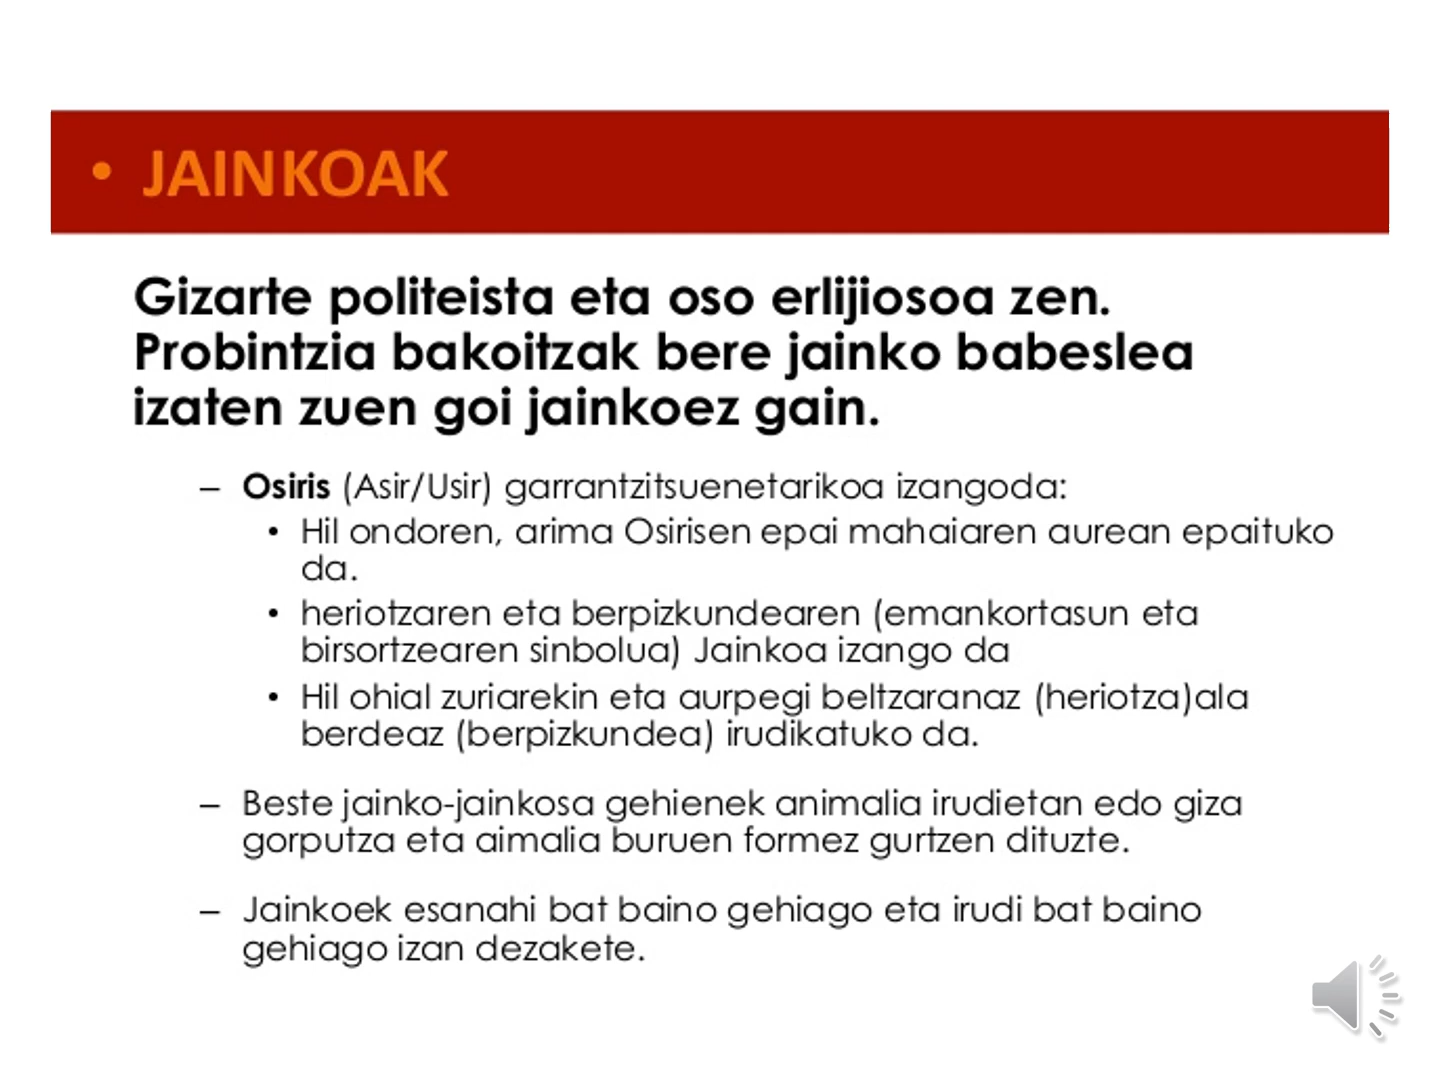 • JAINKOAK
Gizarte politeista eta oso erlijiosoa zen.
Probintzia bakoitzak bere jainko babeslea
izaten zuen goi jainkoez gain.
– Osiris (Asir/Usir) garrantzitsuenetarikoa izangoda:
• Hil ondoren, arima Osirisen epai mahaiaren aurean epaituko
da.
• heriotzaren eta berpizkundearen (emankortasun eta
birsortzearen sinbolua) Jainkoa izango da
• Hil ohial zuriarekin eta aurpegi beltzaranaz (heriotza)ala
berdeaz (berpizkundea) irudikatuko da.
– Beste jainko-jainkosa gehienek animalia irudietan edo giza
gorputza eta aimalia buruen formez gurtzen dituzte.
– Jainkoek esanahi bat baino gehiago eta irudi bat baino
gehiago izan dezakete.